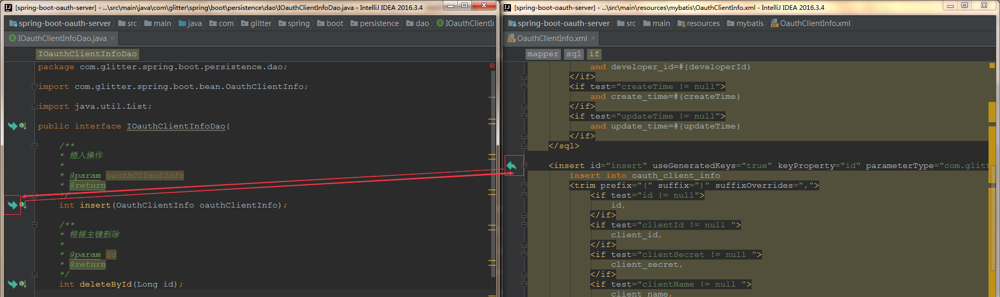 [spring-boot-oauth-server] - ...\src\main\java\com\glitter\spring\boot\persistence\dao\IOauthClientInfoDao.java - IntelliJ IDEA 2016.3.4
spring-boot-oauth-server src main java com glitter spring boot persistence dao IOauthClientIn
IOauthClientInfoDao.java
IOauthClientInfoDao
package com.glitter.spring.boot.persistence.dao;
import com.glitter.spring.boot.bean.OauthClientInfo;
import java.util.List;
public interface IOauthClientInfoDao{
/**
* 插入操作
*
* @param oauthClientInfo
* @return
*/
int insert(OauthClientInfo oauthClientInfo);
/**
* 根据主键删除
*
* @param id
* @return
*/
int deleteById(Long id);
[spring-boot-oauth-server] - ...\src\main\resources\mybatis\OauthClientInfo.xml - IntelliJ IDEA 2016.3.4
spring-boot-oauth-server src main resources mybatis OauthClientInfo.xml
OauthClientInfo.xml
mapper sql if
and developer_id=#{developerId}
</if>
<if test="createTime != null">
and create_time=#{createTime}
</if>
<if test="updateTime != null">
and update_time=#{updateTime}
</if>
</sql>
<insert id="insert" useGeneratedKeys="true" keyProperty="id" parameterType="com.glitt
insert into oauth_client_info
<trim prefix="(" suffix=")" suffixOverrides=",">
<if test="id != null">
id,
</if>
<if test="clientId != null ">
client_id,
</if>
<if test="clientSecret != null ">
client_secret,
</if>
<if test="clientName != null ">
client_name,